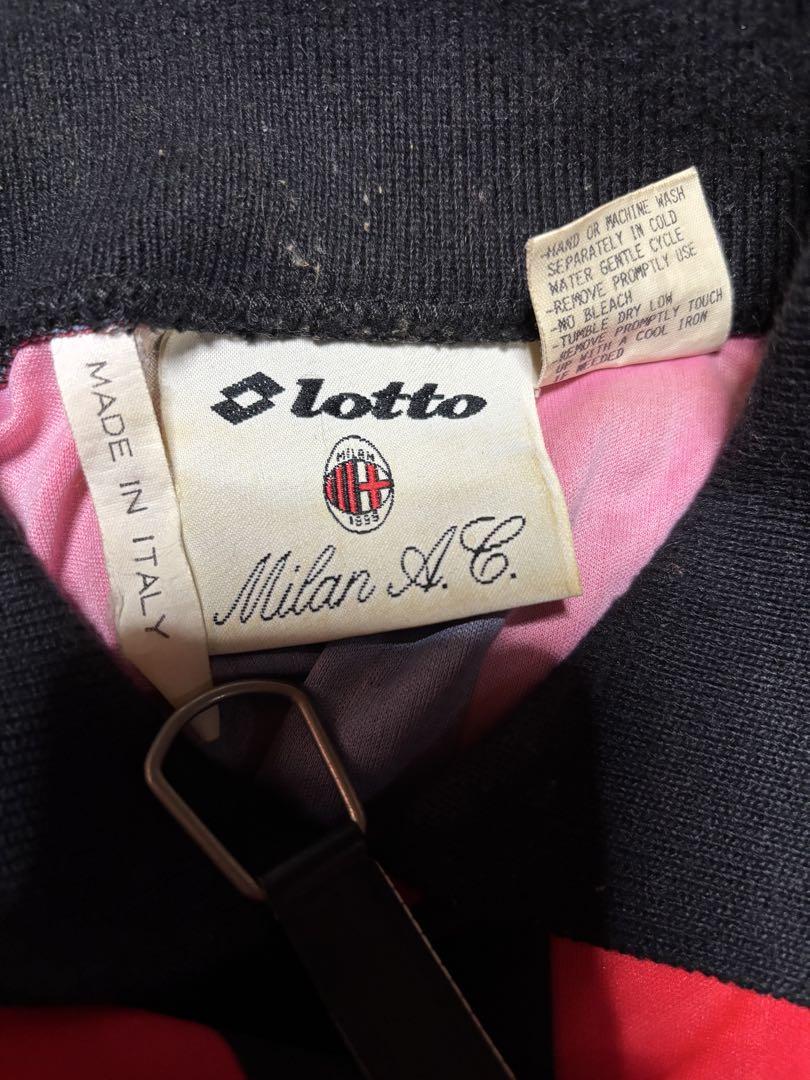 -HAND OR MACHINE WASH
SEPARATELY IN COLD
WATER GENTLE CYCLE
-REMOVE PROMPTLY USE
-NO BLEACH
-TUMBLE DRY LOW
-REMOVE PROMPTLY TOUCH
UP WITH A COOL IRON
IF NEEDED
MADE IN ITALY
lotto
MILAN
1899
Milan A.C.